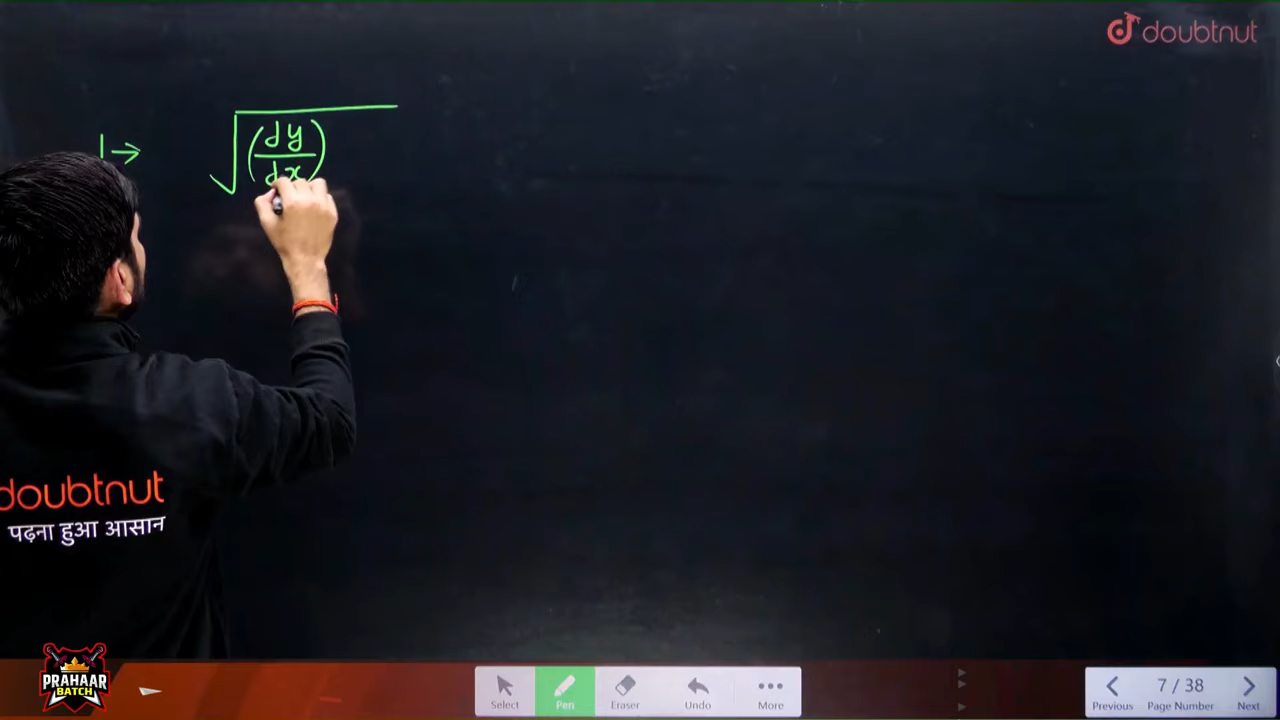 doubtnut
1→ √(dy/dx)
doubtnut
पढ़ना हुआ आसान
PRAHAAR
BATCH
Select Pen Eraser Undo More
7 / 38
Previous Page Number Next